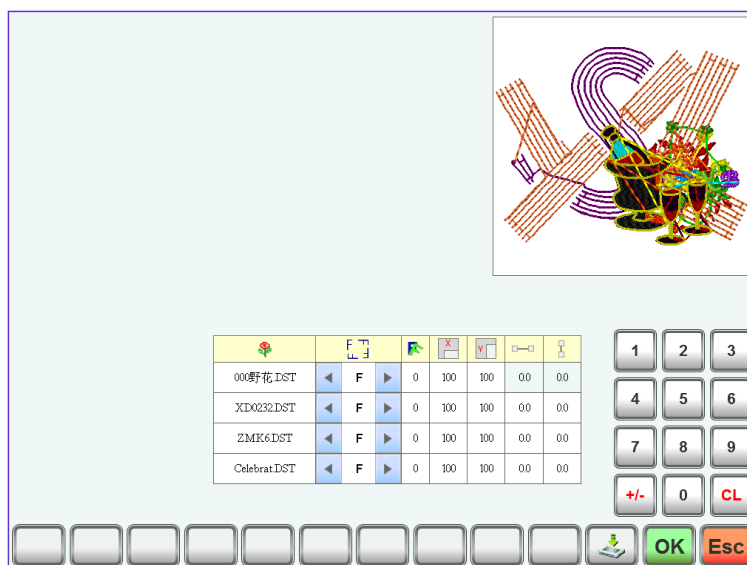 F
X
Y
000野花.DST F 0 100 100 0.0 0.0
XD0232.DST F 0 100 100 0.0 0.0
ZMK6.DST F 0 100 100 0.0 0.0
Celebrat.DST F 0 100 100 0.0 0.0
1 2 3
4 5 6
7 8 9
+/- 0 CL
OK Esc